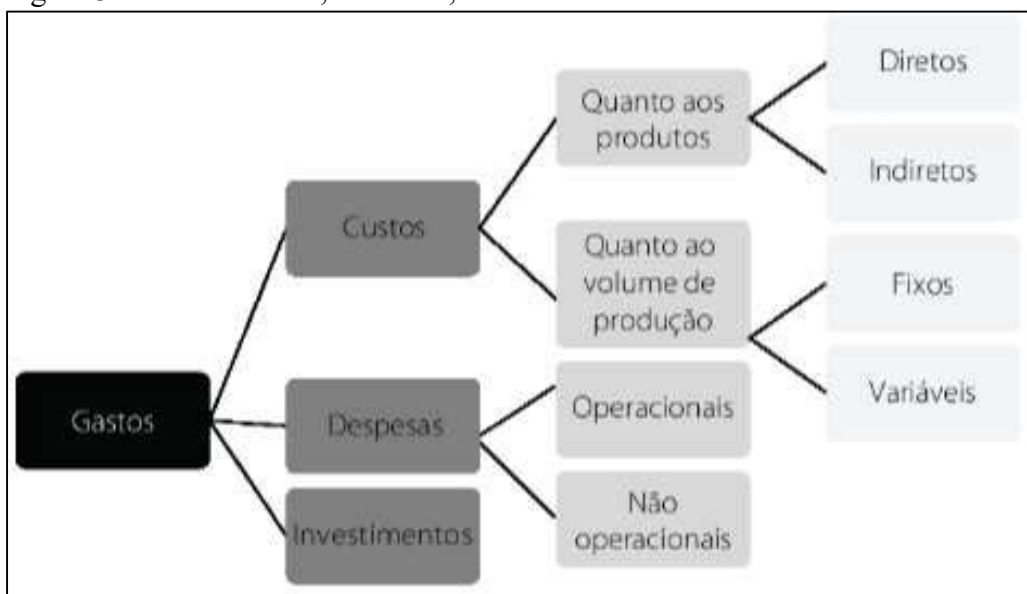 Gastos
Custos
Despesas
Investimentos
Quanto aos
produtos
Quanto ao
volume de
produção
Operacionais
Não
operacionais
Diretos
Indiretos
Fixos
Variáveis